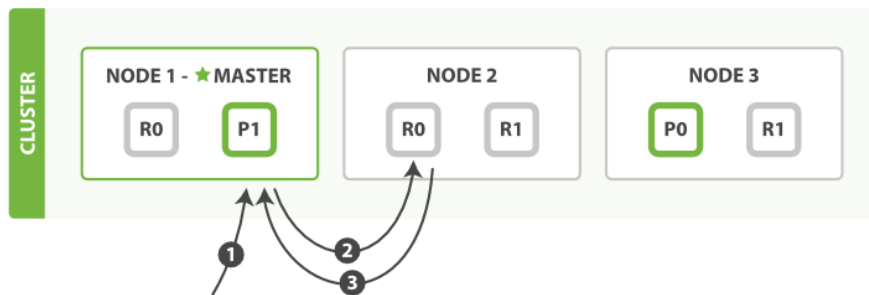 CLUSTER
NODE 1 - ★ MASTER
R0
P1
NODE 2
R0
R1
NODE 3
P0
R1
1
2
3